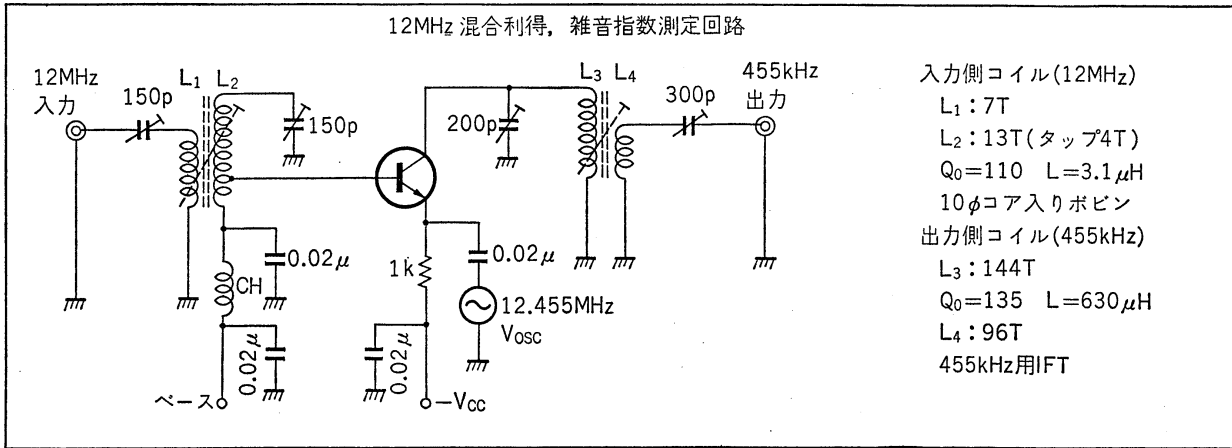 12MHz 混合利得, 雑音指数測定回路
12MHz
入力
150p
L₁
L₂
150p
200p
L₃
L₄
300p
455kHz
出力
0.02μ
CH
0.02μ
ベース
1k
0.02μ
12.455MHz
Vosc
0.02μ
−Vcc
入力側コイル(12MHz)
L₁:7T
L₂:13T(タップ4T)
Q₀=110 L=3.1μH
10φコア入りボビン
出力側コイル(455kHz)
L₃:144T
Q₀=135 L=630μH
L₄:96T
455kHz用IFT